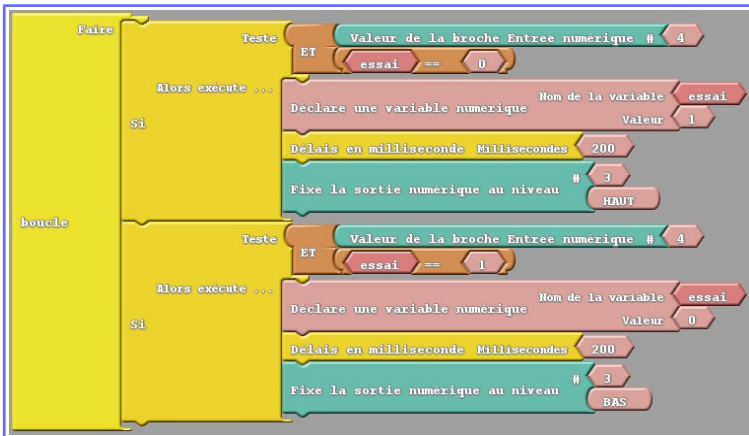 Faire
Teste
Valeur de la broche Entree numérique # 4
ET
essai == 0
Alors exécute ...
Nom de la variable essai
Déclare une variable numérique
Valeur 1
Si
Délais en milliseconde Millisecondes 200
# 3
Fixe la sortie numérique au niveau
HAUT
boucle
Teste
Valeur de la broche Entree numérique # 4
ET
essai == 1
Alors exécute ...
Nom de la variable essai
Déclare une variable numérique
Valeur 0
Si
Délais en milliseconde Millisecondes 200
# 3
Fixe la sortie numérique au niveau
BAS